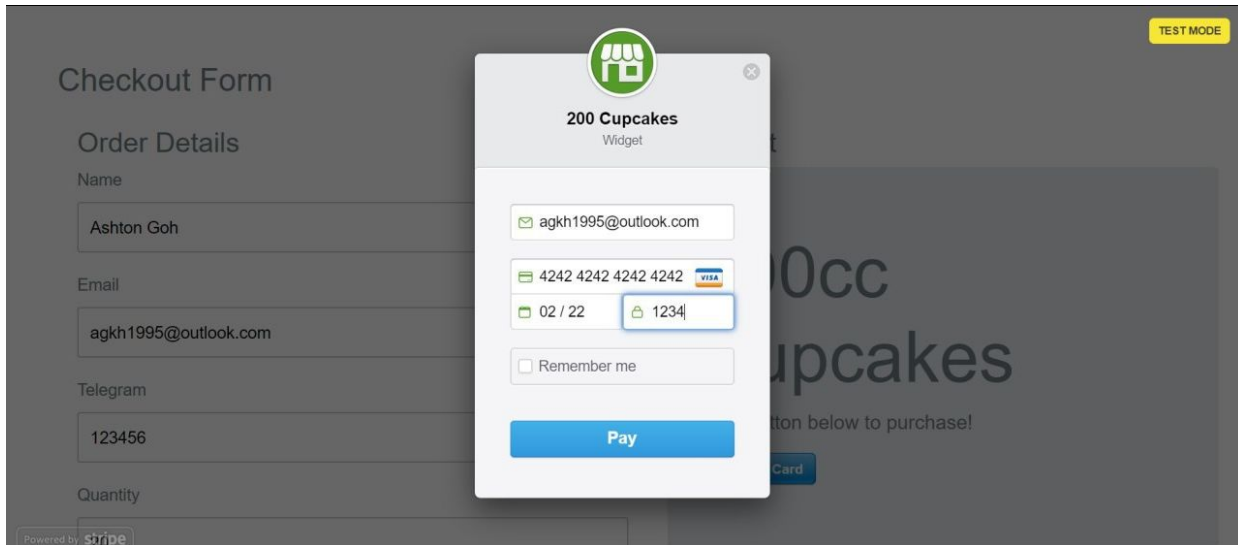 TEST MODE
Checkout Form
200 Cupcakes
Widget
Order Details
Name
Ashton Goh
Email
agkh1995@outlook.com
Telegram
123456
Quantity
agkh1995@outlook.com
4242 4242 4242 4242 VISA
02 / 22 1234
Remember me
Pay
0cc
upcakes
tton below to purchase!
Card
Powered by stripe